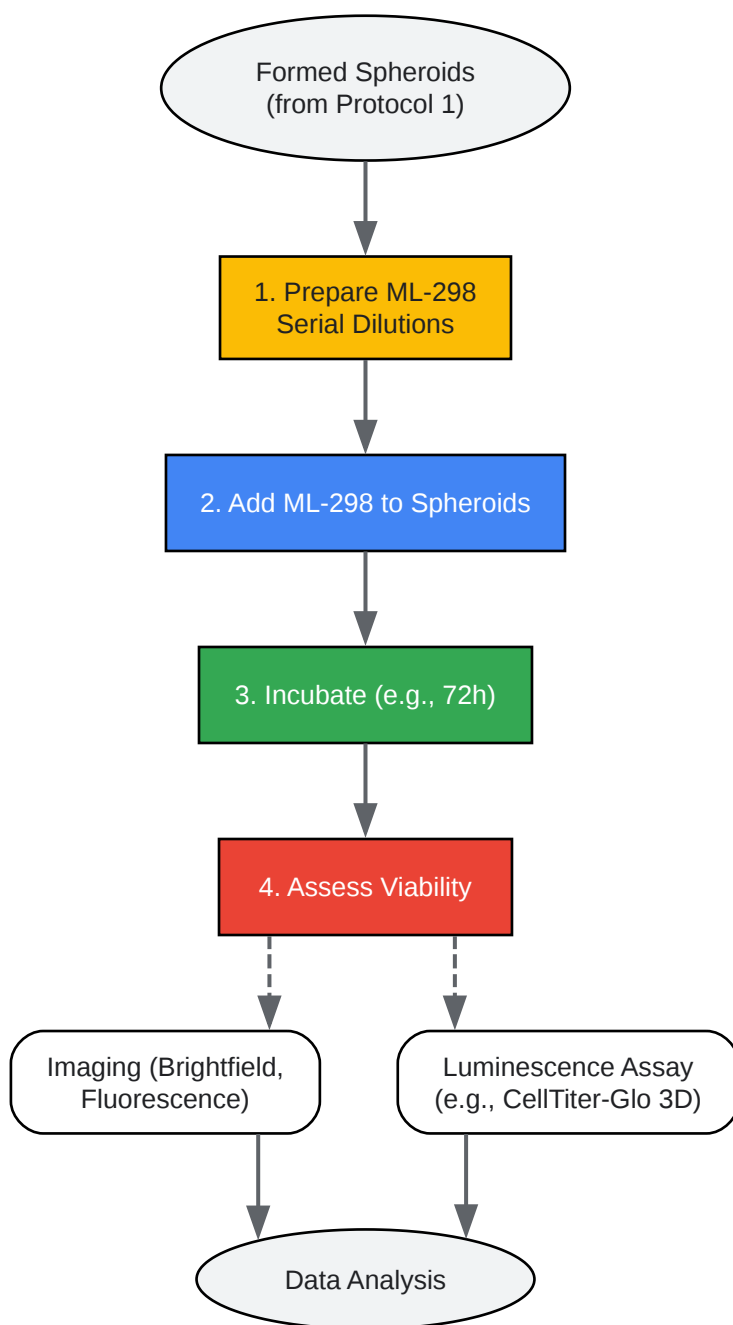 Formed Spheroids
(from Protocol 1)
1. Prepare ML-298
Serial Dilutions
2. Add ML-298 to Spheroids
3. Incubate (e.g., 72h)
4. Assess Viability
Imaging (Brightfield,
Fluorescence)
Luminescence Assay
(e.g., CellTiter-Glo 3D)
Data Analysis